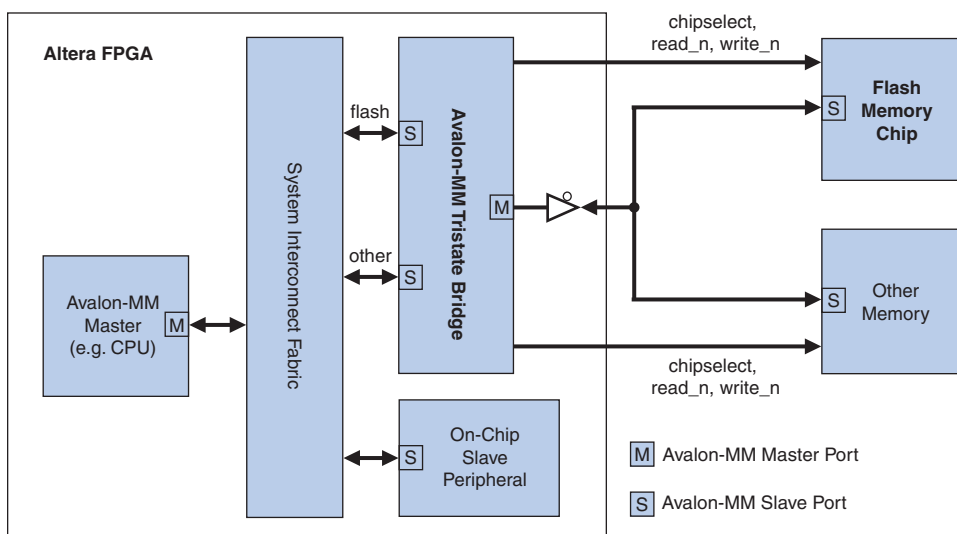 Altera FPGA
chipselect,
read_n, write_n
Flash
Memory
Chip
S
flash
S
Avalon-MM Tristate Bridge
System Interconnect Fabric
M
other
S
S
Other
Memory
Avalon-MM
Master
(e.g. CPU)
M
chipselect,
read_n, write_n
On-Chip
Slave
Peripheral
S
M Avalon-MM Master Port
S Avalon-MM Slave Port